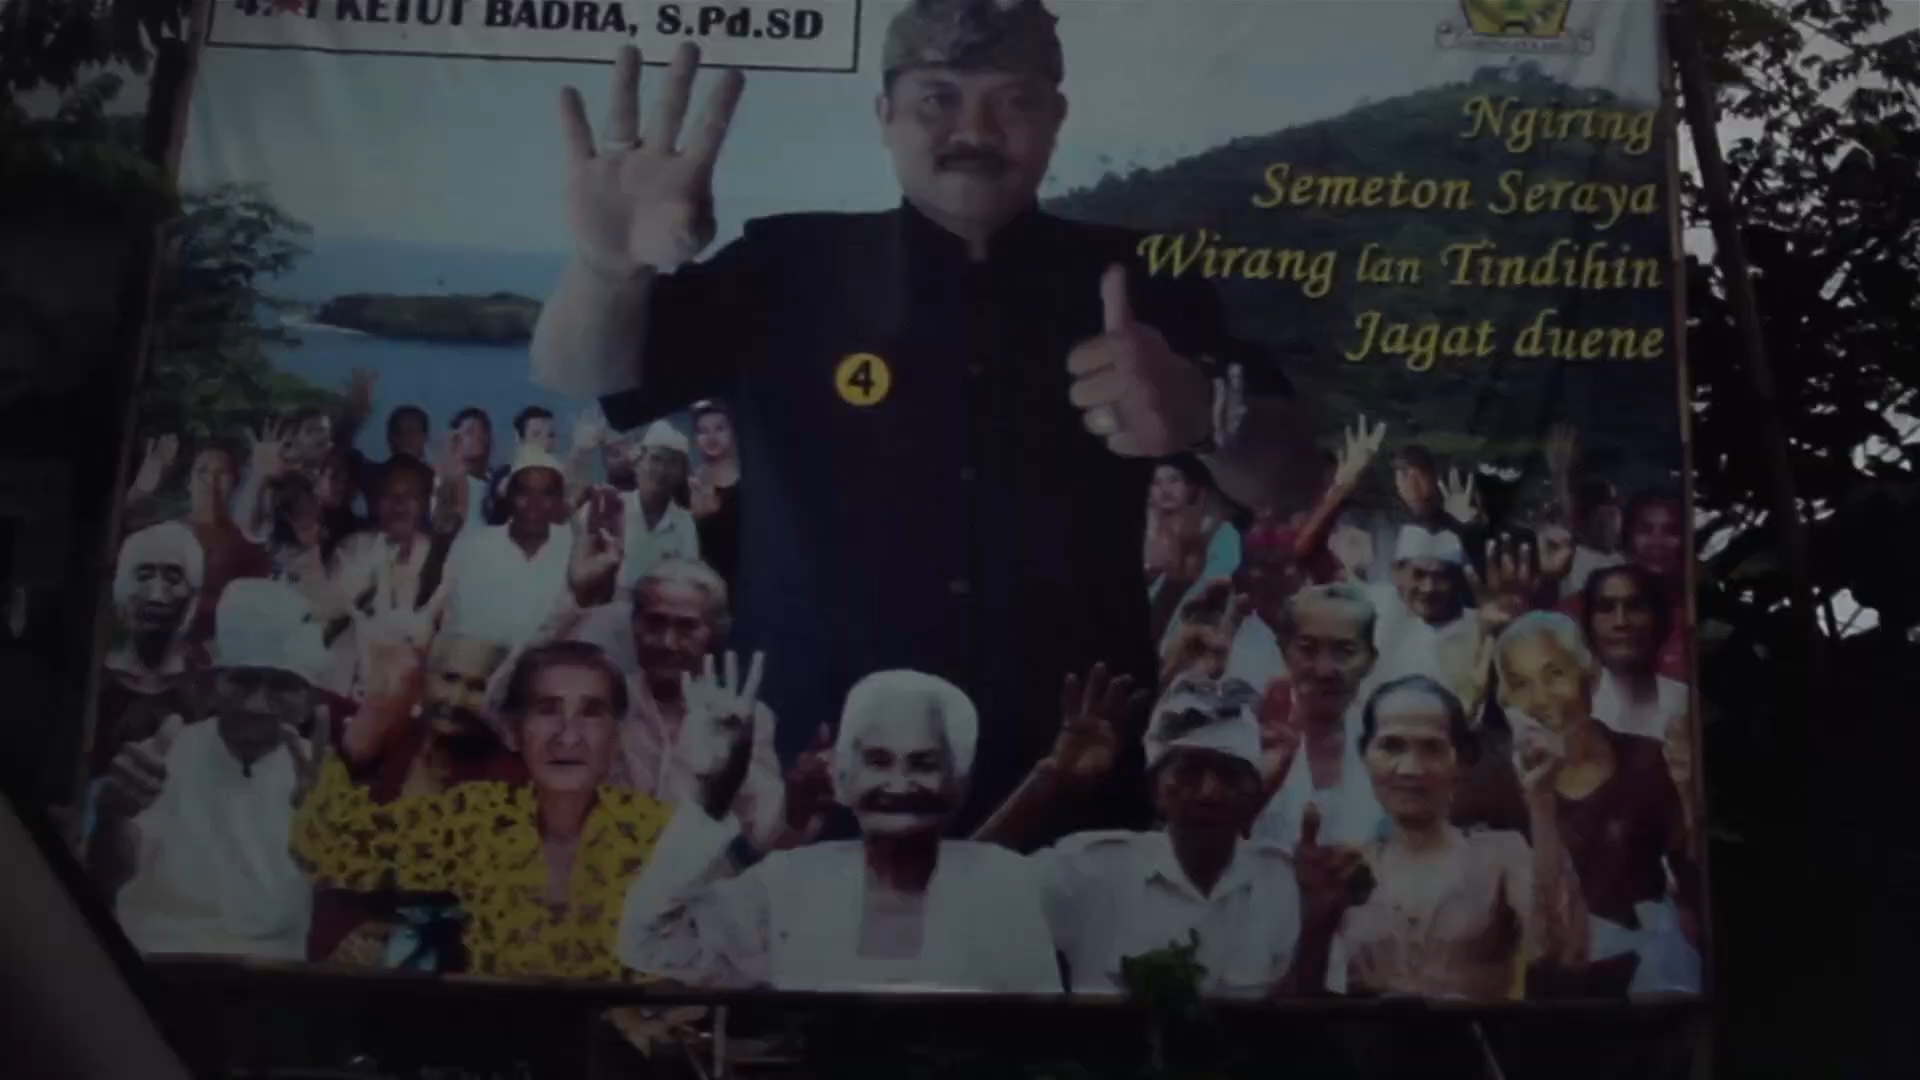 KETUT BADRA, S.Pd.SD
Ngiring
Semeton Seraya
Wirang lan Tindihin
Jagat duene
4